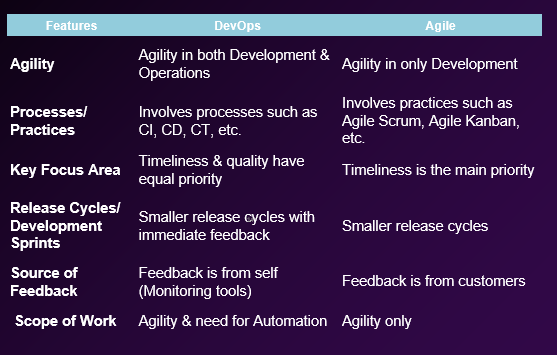 Features DevOps Agile
Agility Agility in both Development & Operations Agility in only Development
Processes/ Practices Involves processes such as CI, CD, CT, etc. Involves practices such as Agile Scrum, Agile Kanban, etc.
Key Focus Area Timeliness & quality have equal priority Timeliness is the main priority
Release Cycles/ Development Sprints Smaller release cycles with immediate feedback Smaller release cycles
Source of Feedback Feedback is from self (Monitoring tools) Feedback is from customers
Scope of Work Agility & need for Automation Agility only